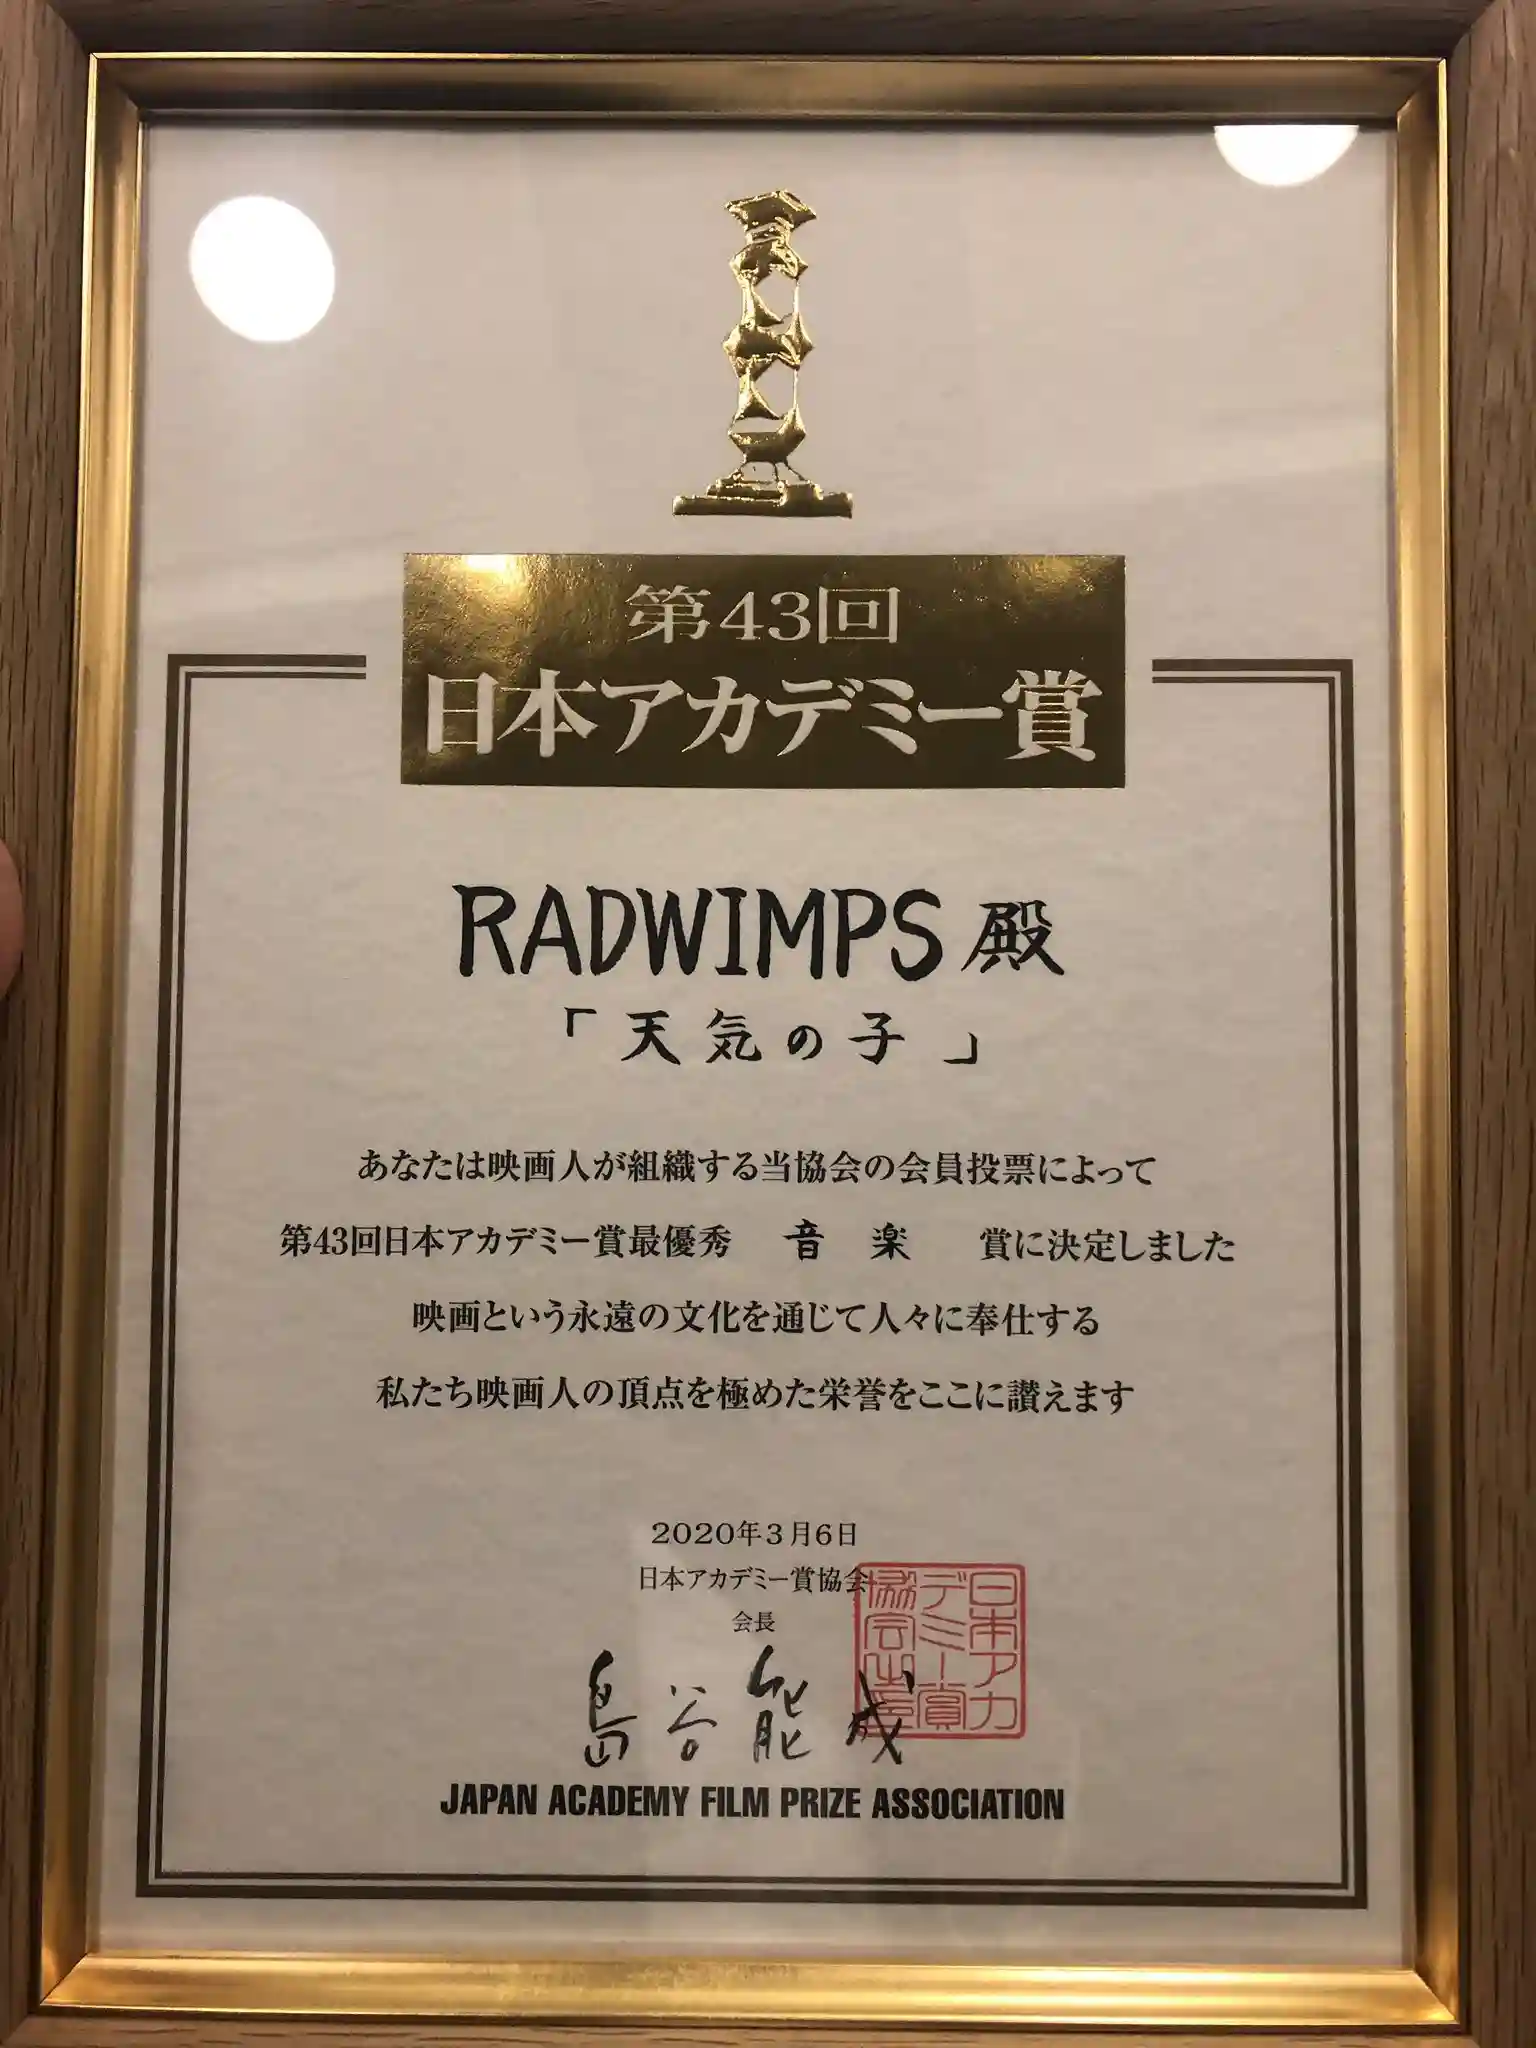 第43回
日本アカデミー賞
RADWIMPS 殿
「天気の子」
あなたは映画人が組織する当協会の会員投票によって
第43回日本アカデミー賞最優秀 音楽 賞に決定しました
映画という永遠の文化を通じて人々に奉仕する
私たち映画人の頂点を極めた栄誉をここに讃えます
2020年3月6日
日本アカデミー賞協会
会長
島谷能成
日本アカデミー賞協会之印
JAPAN ACADEMY FILM PRIZE ASSOCIATION